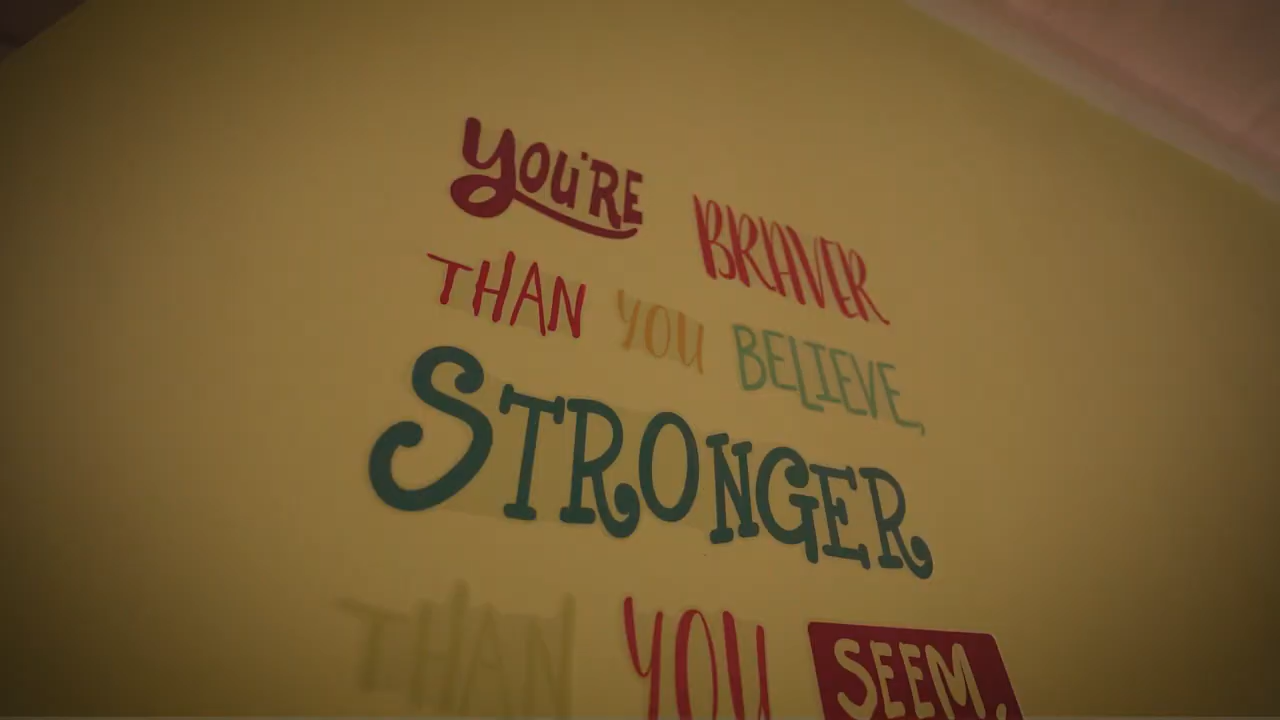 YOU'RE BRAVER
THAN YOU BELIEVE,
STRONGER
THAN YOU SEEM,